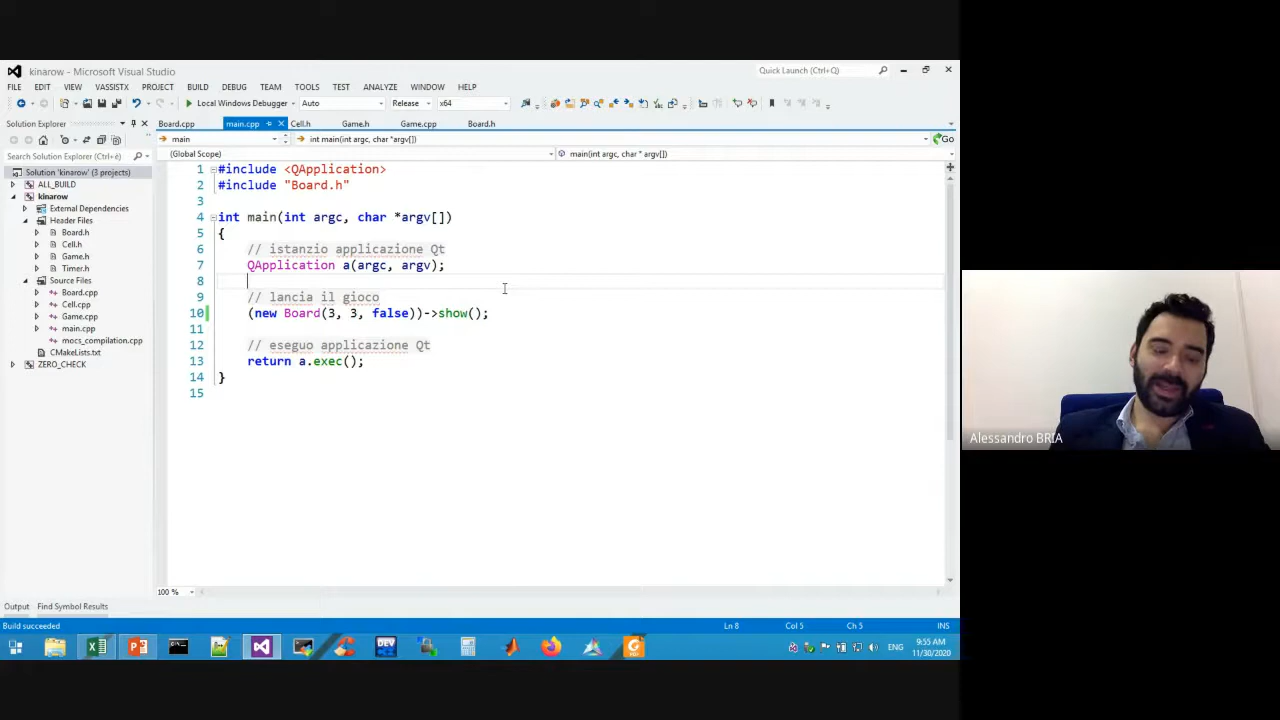 kinarow – Microsoft Visual Studio
Quick Launch (Ctrl+Q)
FILE EDIT VIEW VASSISTX PROJECT BUILD DEBUG TEAM TOOLS TEST ANALYZE WINDOW HELP
Local Windows Debugger Auto Release x64
Solution Explorer
Board.cpp main.cpp Cell.h Game.h Game.cpp Board.h
main int main(int argc, char *argv[]) Go
Search Solution Explorer (Ctrl+è)
(Global Scope) main(int argc, char * argv[])
Solution 'kinarow' (3 projects)
ALL_BUILD
kinarow
External Dependencies
Header Files
Board.h
Cell.h
Game.h
Timer.h
Source Files
Board.cpp
Cell.cpp
Game.cpp
main.cpp
mocs_compilation.cpp
CMakeLists.txt
ZERO_CHECK
1 #include <QApplication>
2 #include "Board.h"
3
4 int main(int argc, char *argv[])
5 {
6 // istanzio applicazione Qt
7 QApplication a(argc, argv);
8
9 // lancia il gioco
10 (new Board(3, 3, false))->show();
11
12 // eseguo applicazione Qt
13 return a.exec();
14 }
15
100 %
Output Find Symbol Results
Build succeeded Ln 8 Col 5 Ch 5 INS
DEV
PDF
ENG
9:55 AM
11/30/2020
Alessandro BRIA